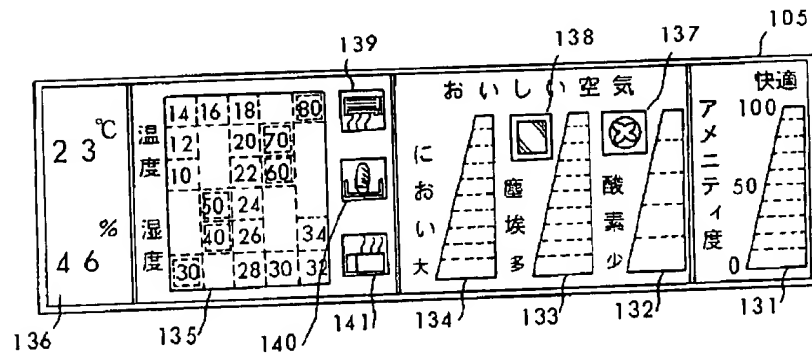 105
139
138
137
23℃
46%
温度
湿度
14 16 18 80
12 20 70
10 22 60
50 24
40 26 34
30 28 30 32
おいしい空気
におい
大
塵埃
多
酸素
少
快適
アメニティ度
100
50
0
136
135
140
141
134
133
132
131